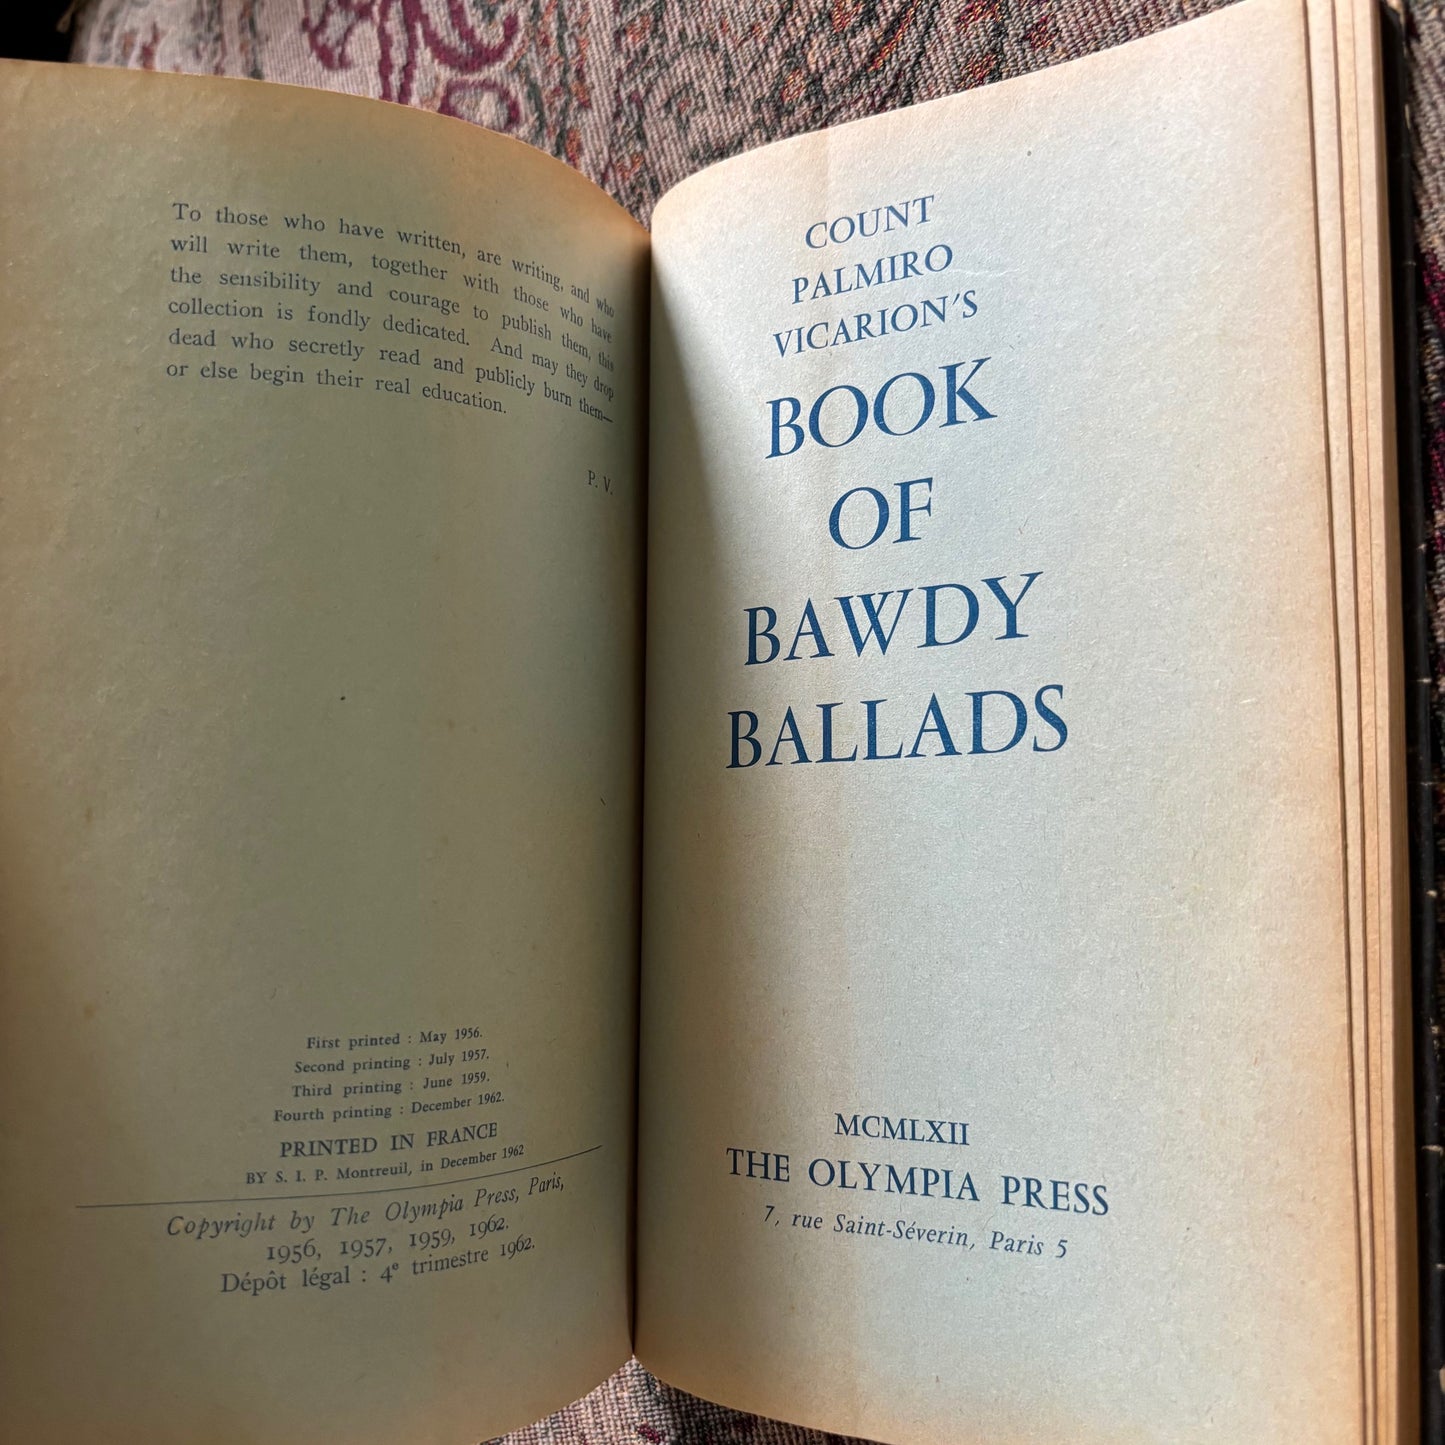 To those who have written, are writing, and who
will write them, together with those who have
the sensibility and courage to publish them, this
collection is fondly dedicated. And may they drop
dead who secretly read and publicly burn them—
or else begin their real education.
P. V.
First printed : May 1956.
Second printing : July 1957.
Third printing : June 1959.
Fourth printing : December 1962.
PRINTED IN FRANCE
BY S. I. P. Montreuil, in December 1962
Copyright by The Olympia Press, Paris,
1956, 1957, 1959, 1962.
Dépôt légal : 4e trimestre 1962.
COUNT
PALMIRO
VICARION'S
BOOK
OF
BAWDY
BALLADS
MCMLXII
THE OLYMPIA PRESS
7, rue Saint-Séverin, Paris 5